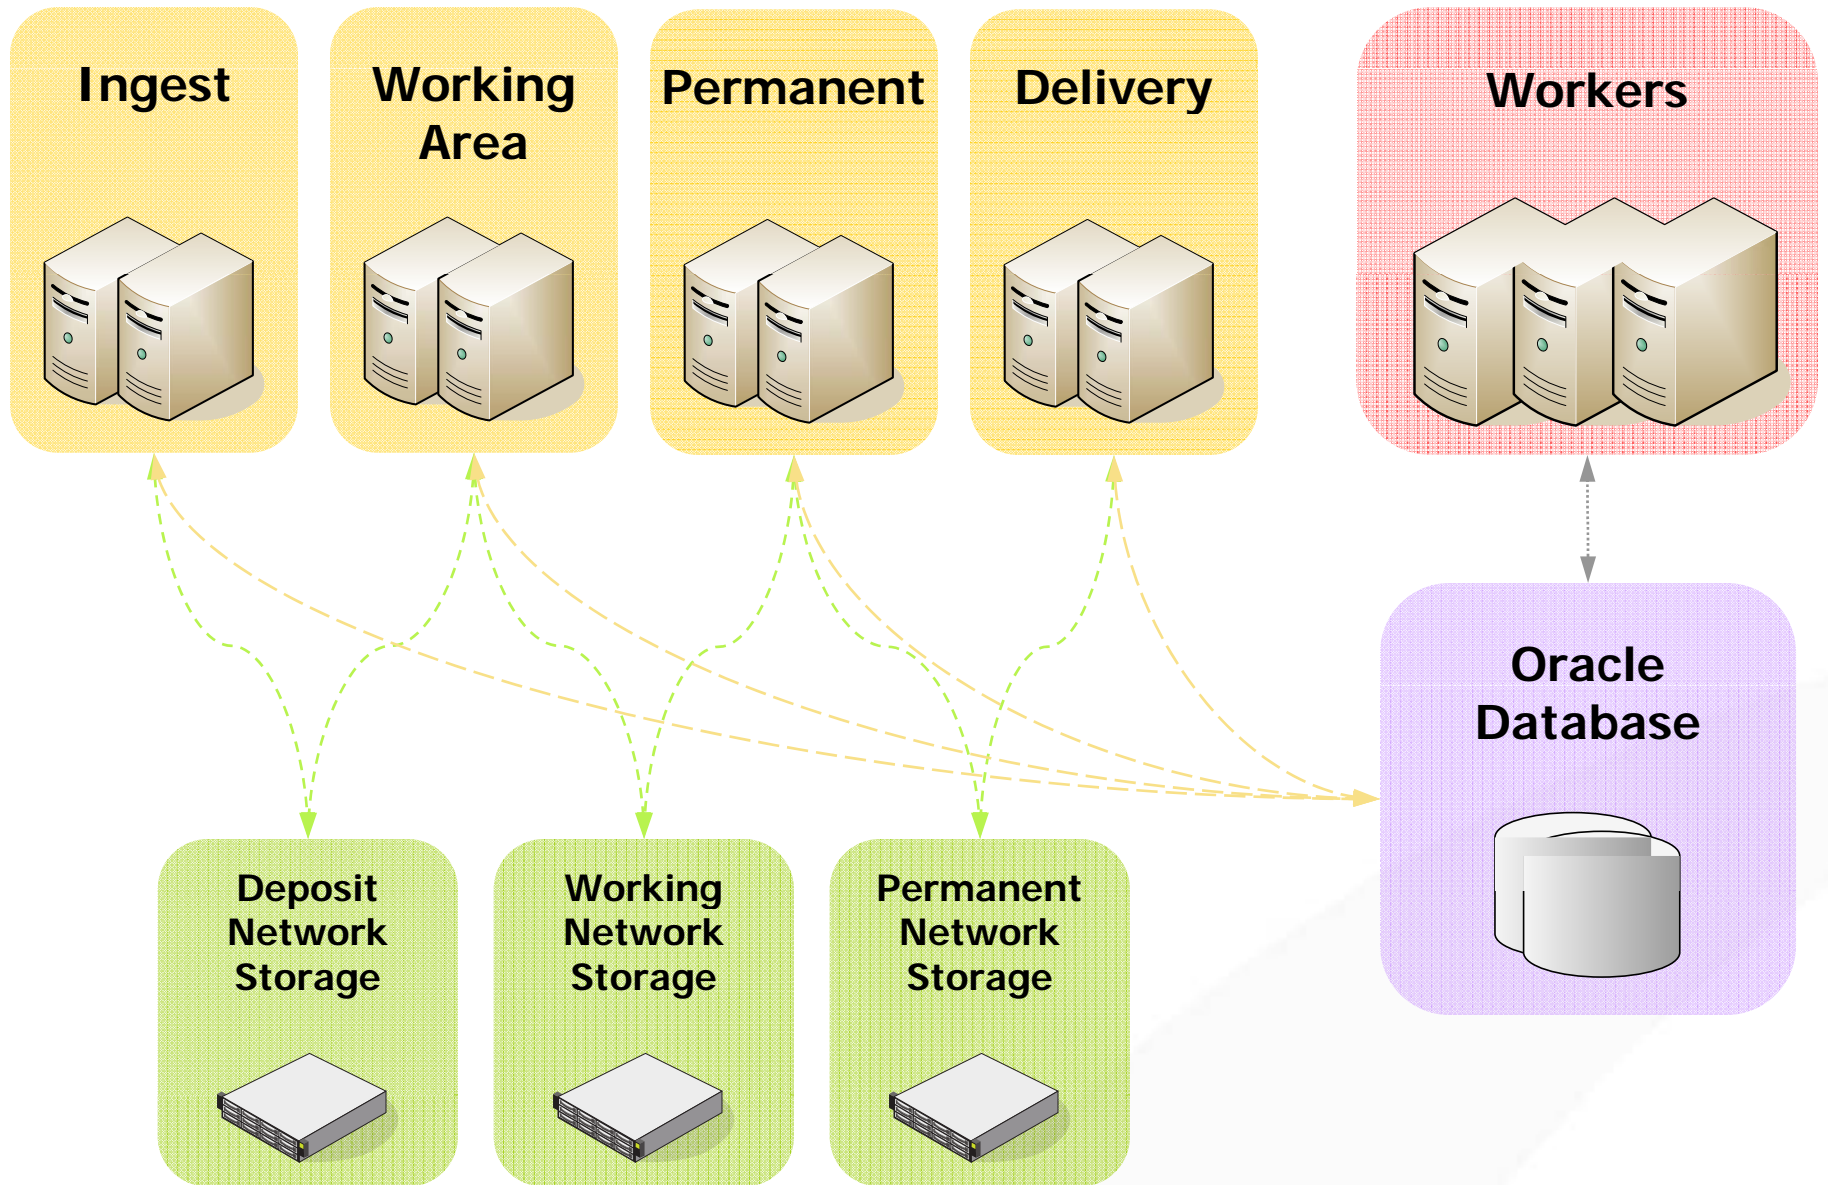 Ingest
Working
Area
Permanent
Delivery
Workers
Oracle
Database
Deposit
Network
Storage
Working
Network
Storage
Permanent
Network
Storage